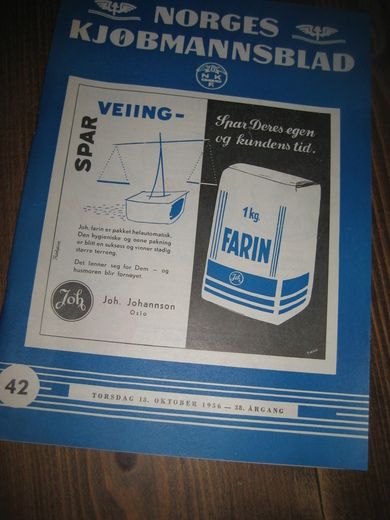 NORGES
KJØBMANNSBLAD
NKF
SPAR
VEIING-
Spar Deres egen
og kundens tid.
Joh. farin er pakket helautomatisk.
Den hygieniske og pene pakning
er blitt en suksess og vinner stadig
større terreng.
Det lønner seg for Dem – og
husmoren blir fornøyet.
Joh
Joh. Johannson
Oslo
1 kg.
FARIN
Joh
42
TORSDAG 18. OKTOBER 1956 — 38. ÅRGANG